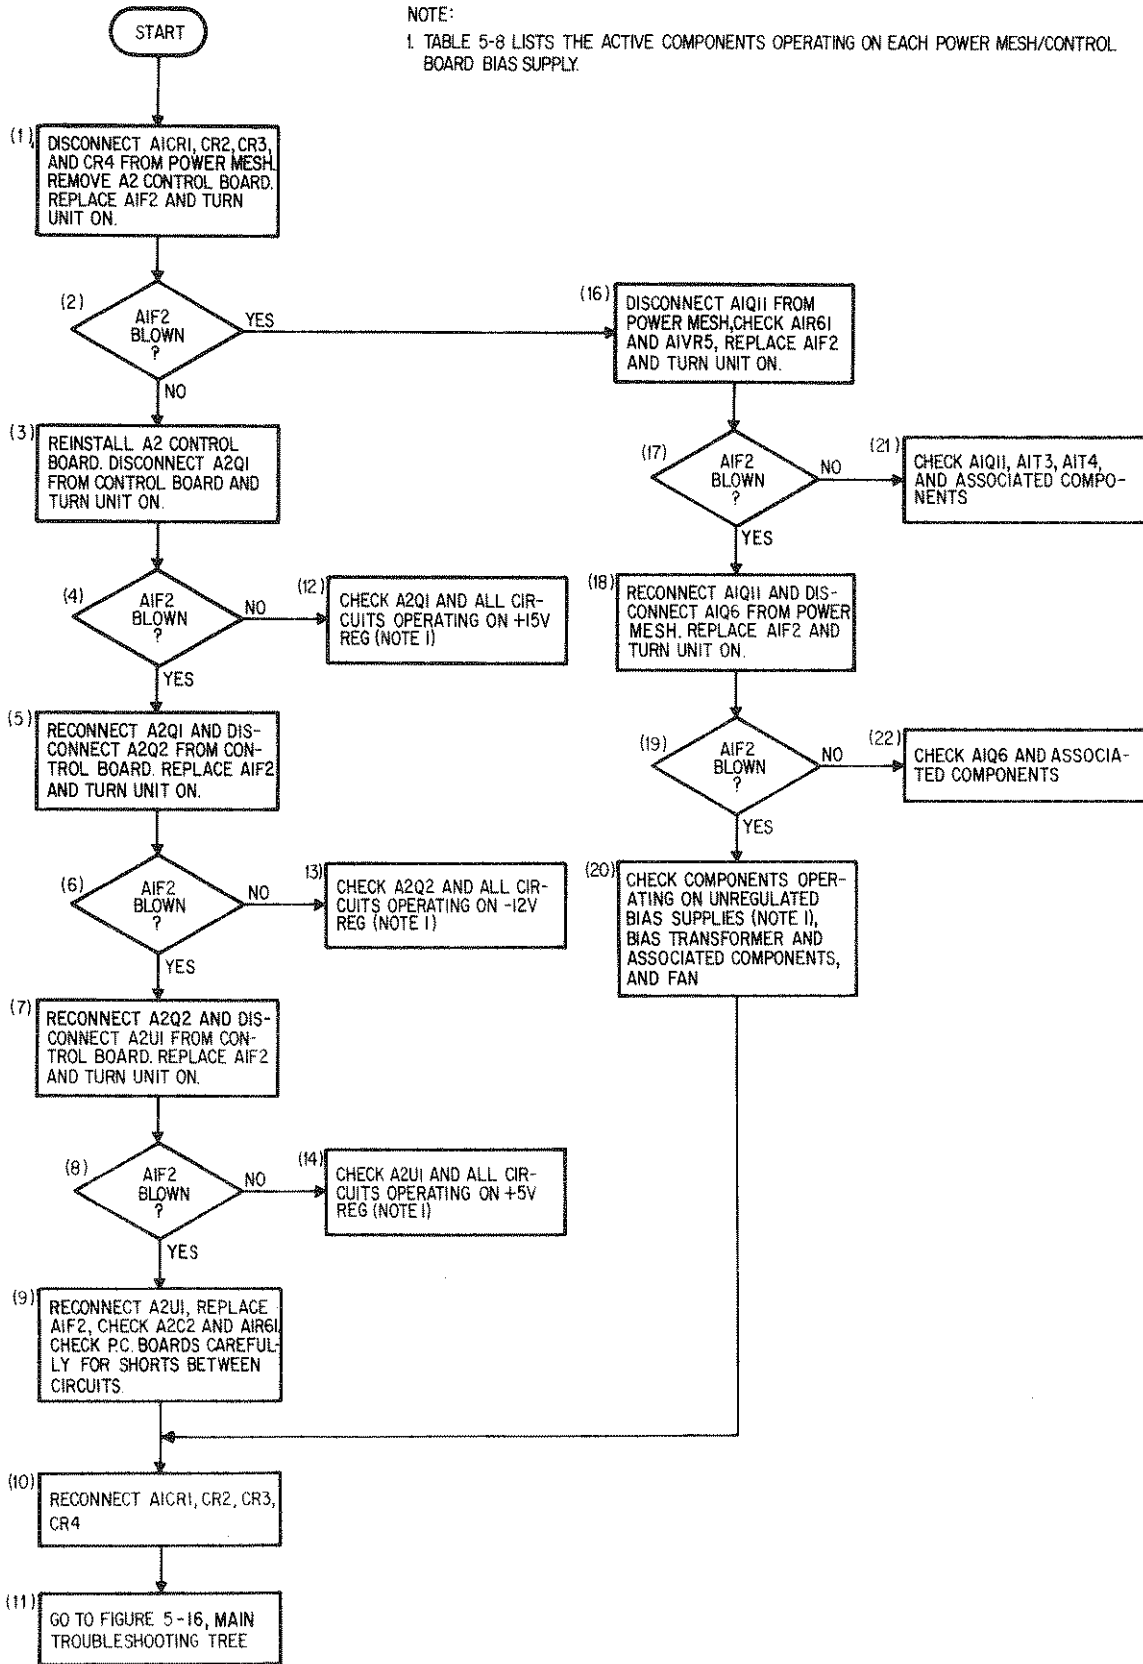 START
NOTE:
1. TABLE 5-8 LISTS THE ACTIVE COMPONENTS OPERATING ON EACH POWER MESH/CONTROL
BOARD BIAS SUPPLY.
(1)
DISCONNECT A1CR1, CR2, CR3,
AND CR4 FROM POWER MESH.
REMOVE A2 CONTROL BOARD.
REPLACE A1F2 AND TURN
UNIT ON.
(2)
A1F2
BLOWN
?
YES
NO
(16)
DISCONNECT A1Q11 FROM
POWER MESH, CHECK A1R61
AND A1VR5, REPLACE A1F2
AND TURN UNIT ON.
(3)
REINSTALL A2 CONTROL
BOARD. DISCONNECT A2Q1
FROM CONTROL BOARD AND
TURN UNIT ON.
(17)
A1F2
BLOWN
?
NO
YES
(21)
CHECK A1Q11, A1T3, A1T4,
AND ASSOCIATED COMPO-
NENTS
(4)
A1F2
BLOWN
?
NO
YES
(12)
CHECK A2Q1 AND ALL CIR-
CUITS OPERATING ON +15V
REG (NOTE 1)
(18)
RECONNECT A1Q11 AND DIS-
CONNECT A1Q6 FROM POWER
MESH. REPLACE A1F2 AND
TURN UNIT ON.
(5)
RECONNECT A2Q1 AND DIS-
CONNECT A2Q2 FROM CON-
TROL BOARD. REPLACE A1F2
AND TURN UNIT ON.
(19)
A1F2
BLOWN
?
NO
YES
(22)
CHECK A1Q6 AND ASSOCIA-
TED COMPONENTS
(6)
A1F2
BLOWN
?
NO
YES
13)
CHECK A2Q2 AND ALL CIR-
CUITS OPERATING ON -12V
REG (NOTE 1)
(20)
CHECK COMPONENTS OPER-
ATING ON UNREGULATED
BIAS SUPPLIES (NOTE 1),
BIAS TRANSFORMER AND
ASSOCIATED COMPONENTS,
AND FAN
(7)
RECONNECT A2Q2 AND DIS-
CONNECT A2U1 FROM CON-
TROL BOARD. REPLACE A1F2
AND TURN UNIT ON.
(8)
A1F2
BLOWN
?
NO
YES
(14)
CHECK A2U1 AND ALL CIR-
CUITS OPERATING ON +5V
REG (NOTE 1)
(9)
RECONNECT A2U1, REPLACE
A1F2, CHECK A2C2 AND A1R61.
CHECK P.C. BOARDS CAREFUL-
LY FOR SHORTS BETWEEN
CIRCUITS.
(10)
RECONNECT A1CR1, CR2, CR3,
CR4
(11)
GO TO FIGURE 5-16, MAIN
TROUBLESHOOTING TREE